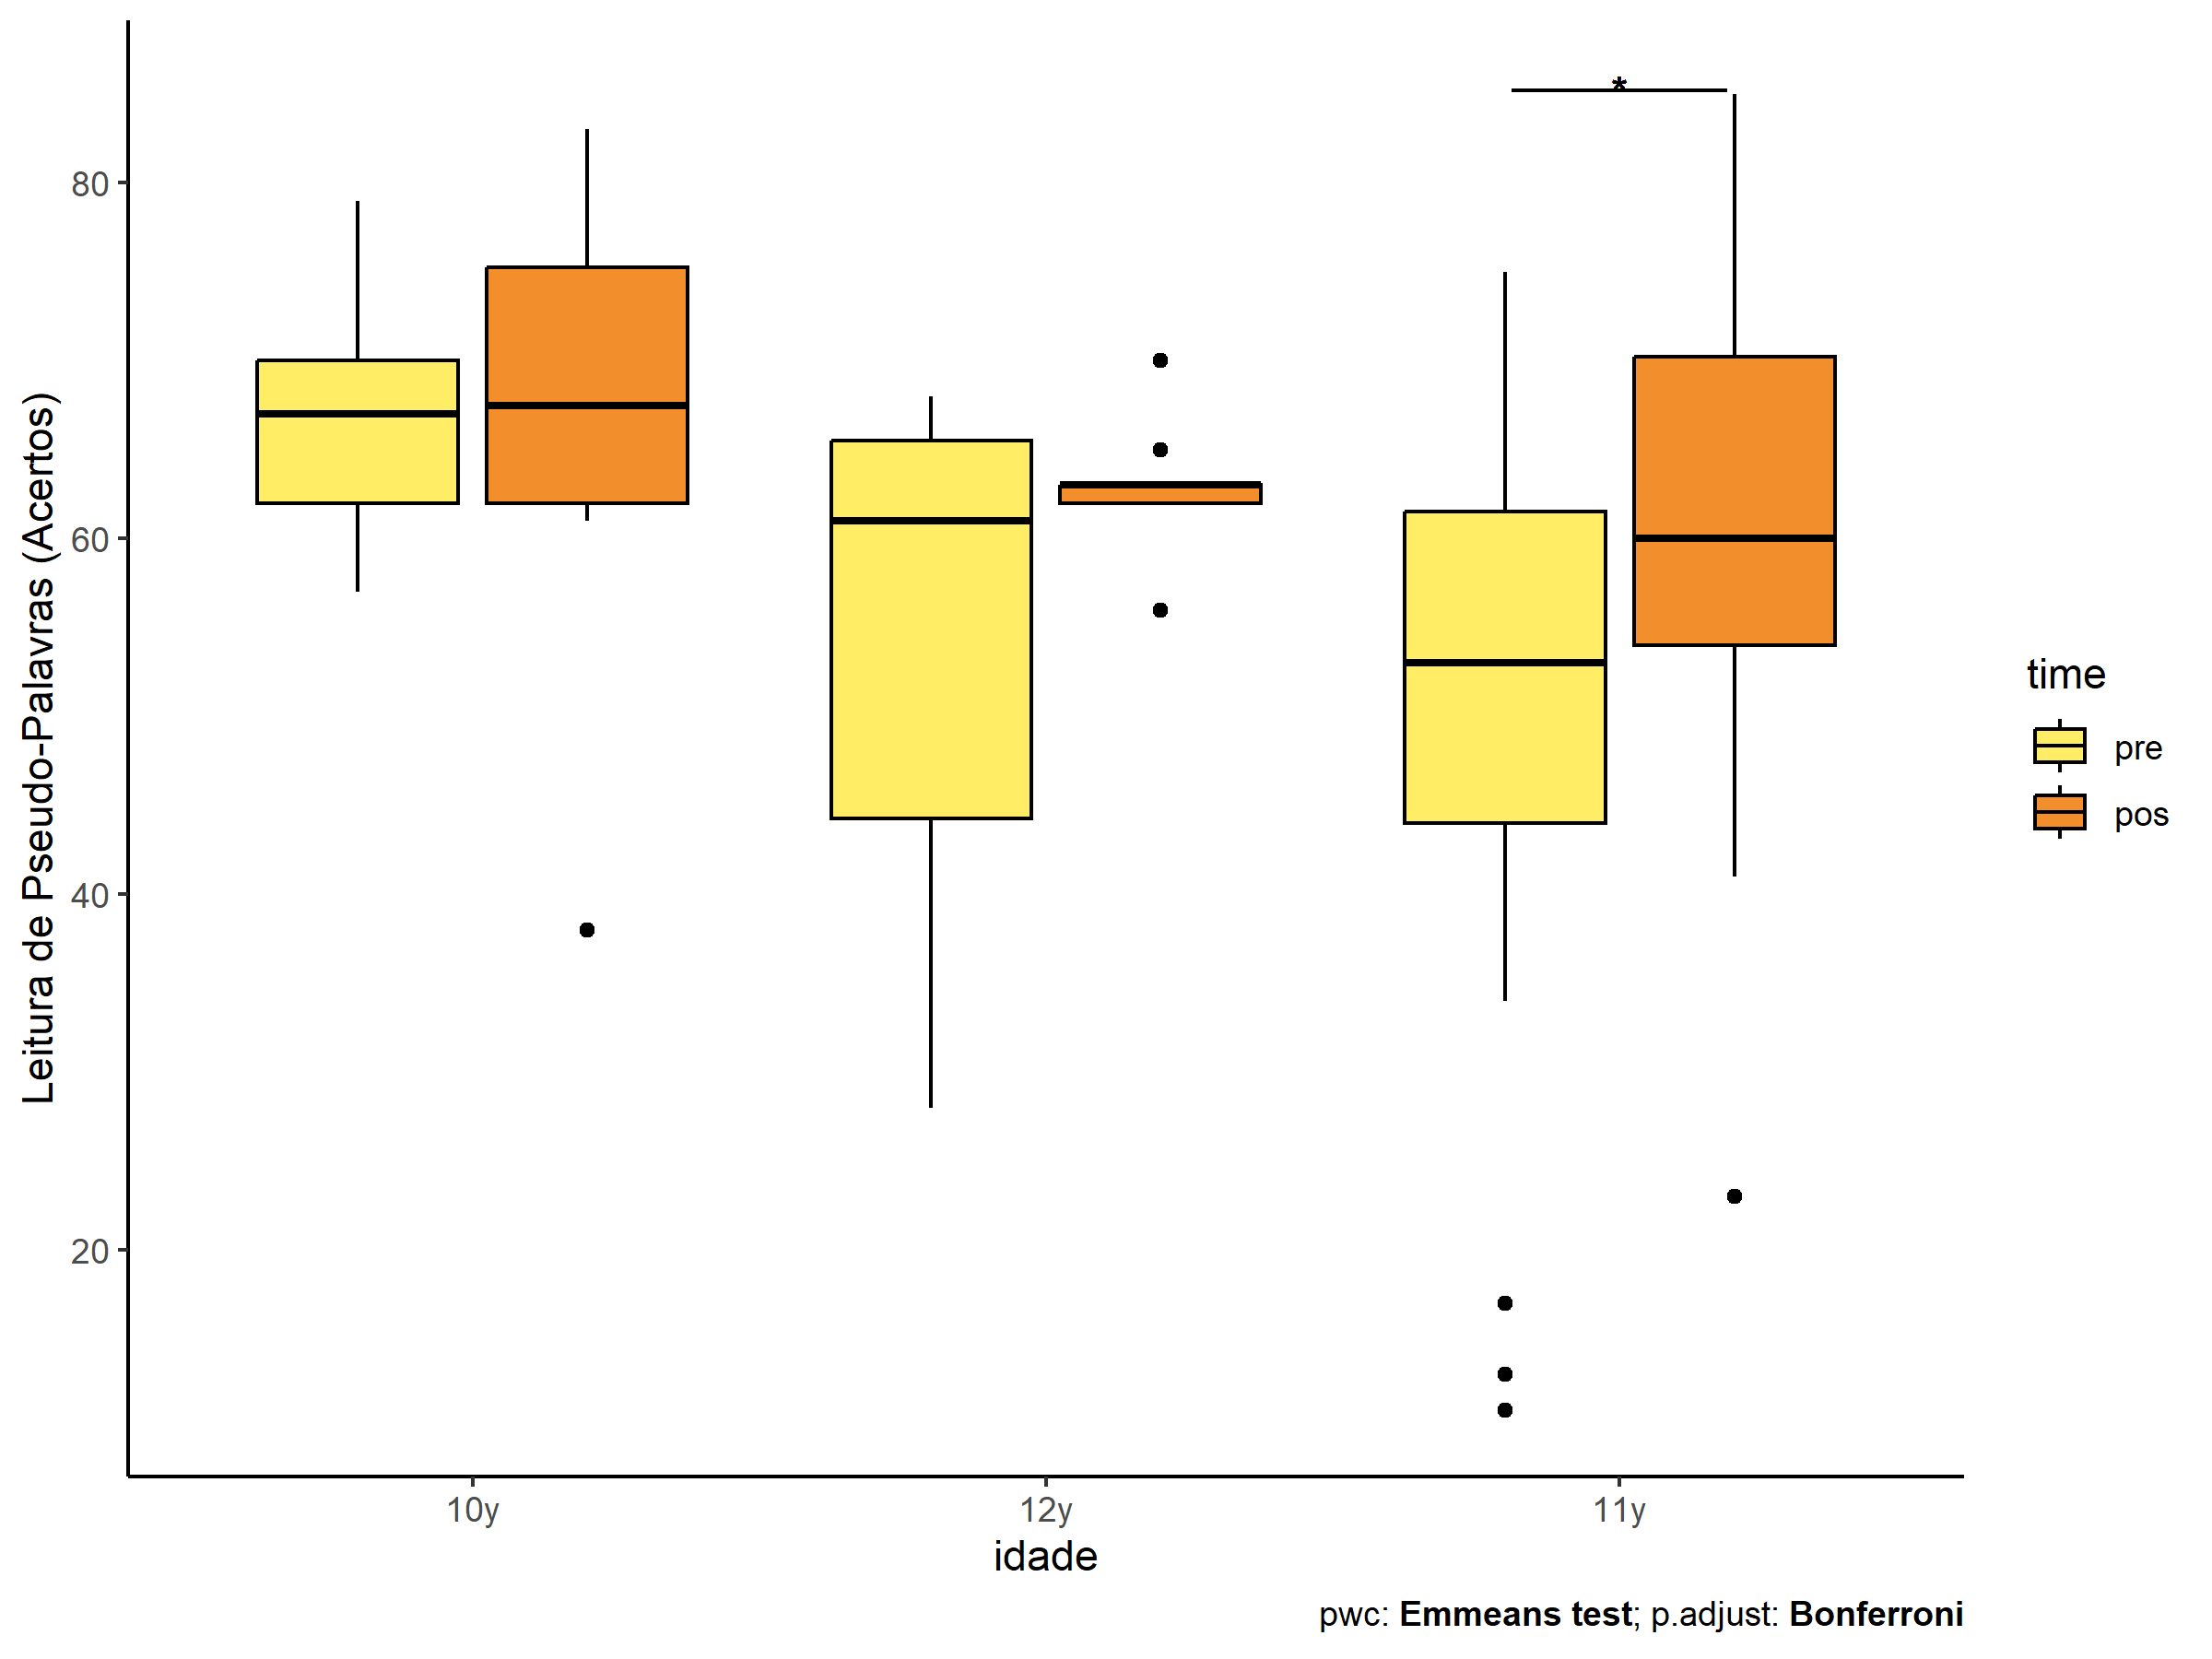 Leitura de Pseudo-Palavras (Acertos)
80
60
40
20
*
10y
12y
11y
idade
time
pre
pos
pwc: Emmeans test; p.adjust: Bonferroni